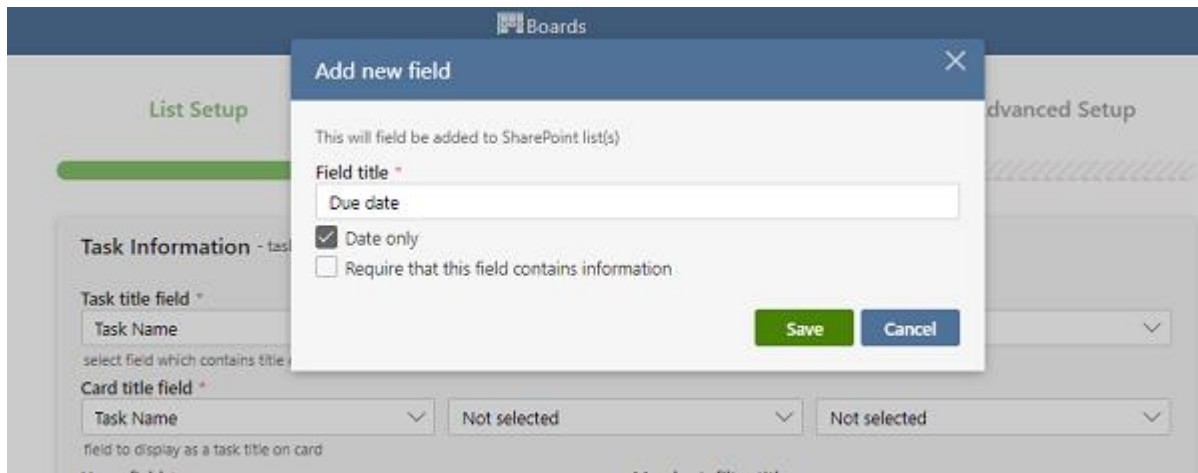 Boards
Add new field
List Setup
dvanced Setup
This will field be added to SharePoint list(s)
Field title *
Due date
Date only
Require that this field contains information
Save Cancel
Task Information - tas
Task title field *
Task Name
select field which contains title
Card title field *
Task Name Not selected Not selected
field to display as a task title on card